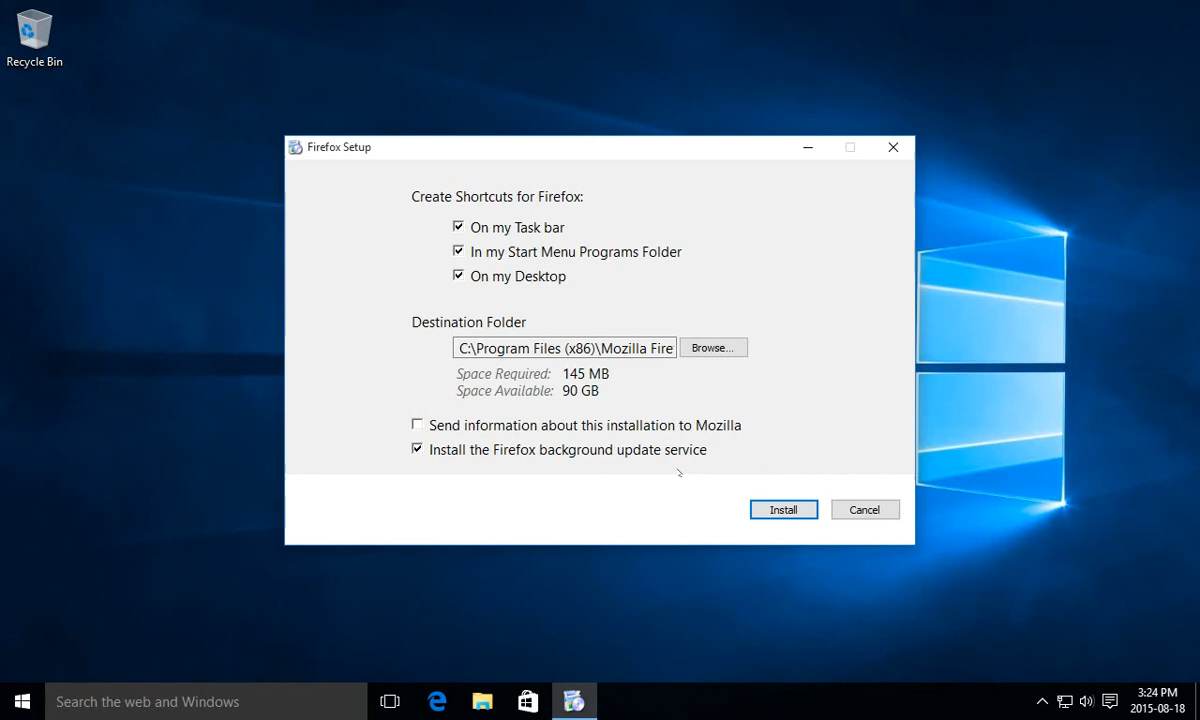 Recycle Bin
Firefox Setup
Create Shortcuts for Firefox:
On my Task bar
In my Start Menu Programs Folder
On my Desktop
Destination Folder
C:\Program Files (x86)\Mozilla Fire
Browse...
Space Required: 145 MB
Space Available: 90 GB
Send information about this installation to Mozilla
Install the Firefox background update service
Install
Cancel
Search the web and Windows
3:24 PM
2015-08-18